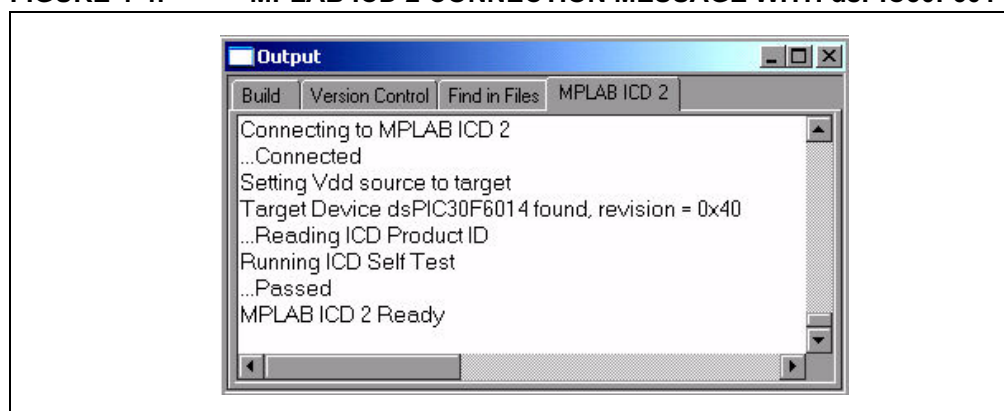 Output
Build Version Control Find in Files MPLAB ICD 2
Connecting to MPLAB ICD 2
...Connected
Setting Vdd source to target
Target Device dsPIC30F6014 found, revision = 0x40
...Reading ICD Product ID
Running ICD Self Test
...Passed
MPLAB ICD 2 Ready